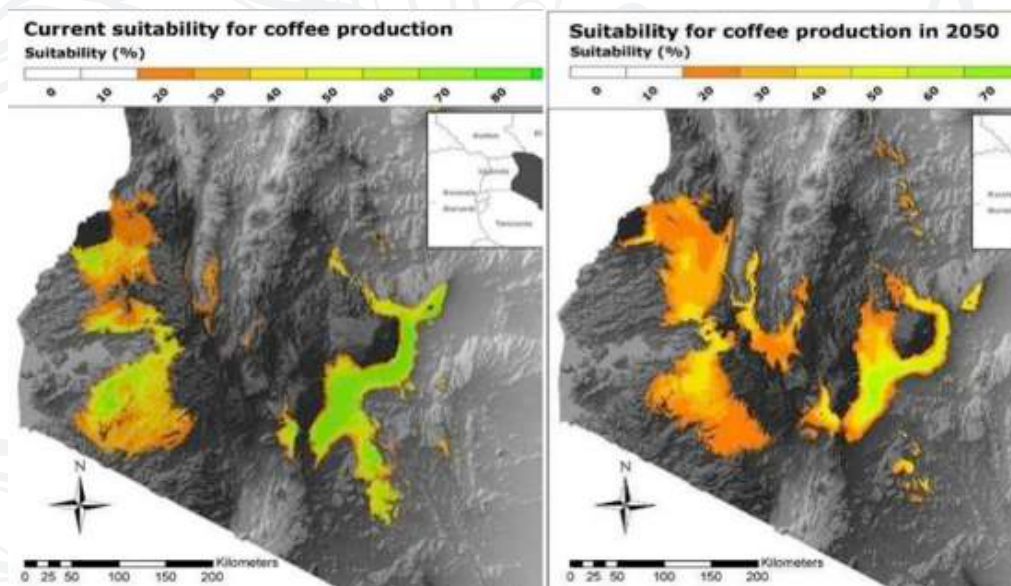 Current suitability for coffee production
Suitability (%)
0 10 20 30 40 50 60 70 80
Uganda
Tanzania
N
Kilometers
0 25 50 100 150 200
Suitability for coffee production in 2050
Suitability (%)
0 10 20 30 40 50 60 70
N
Kilometers
0 25 50 100 150 200